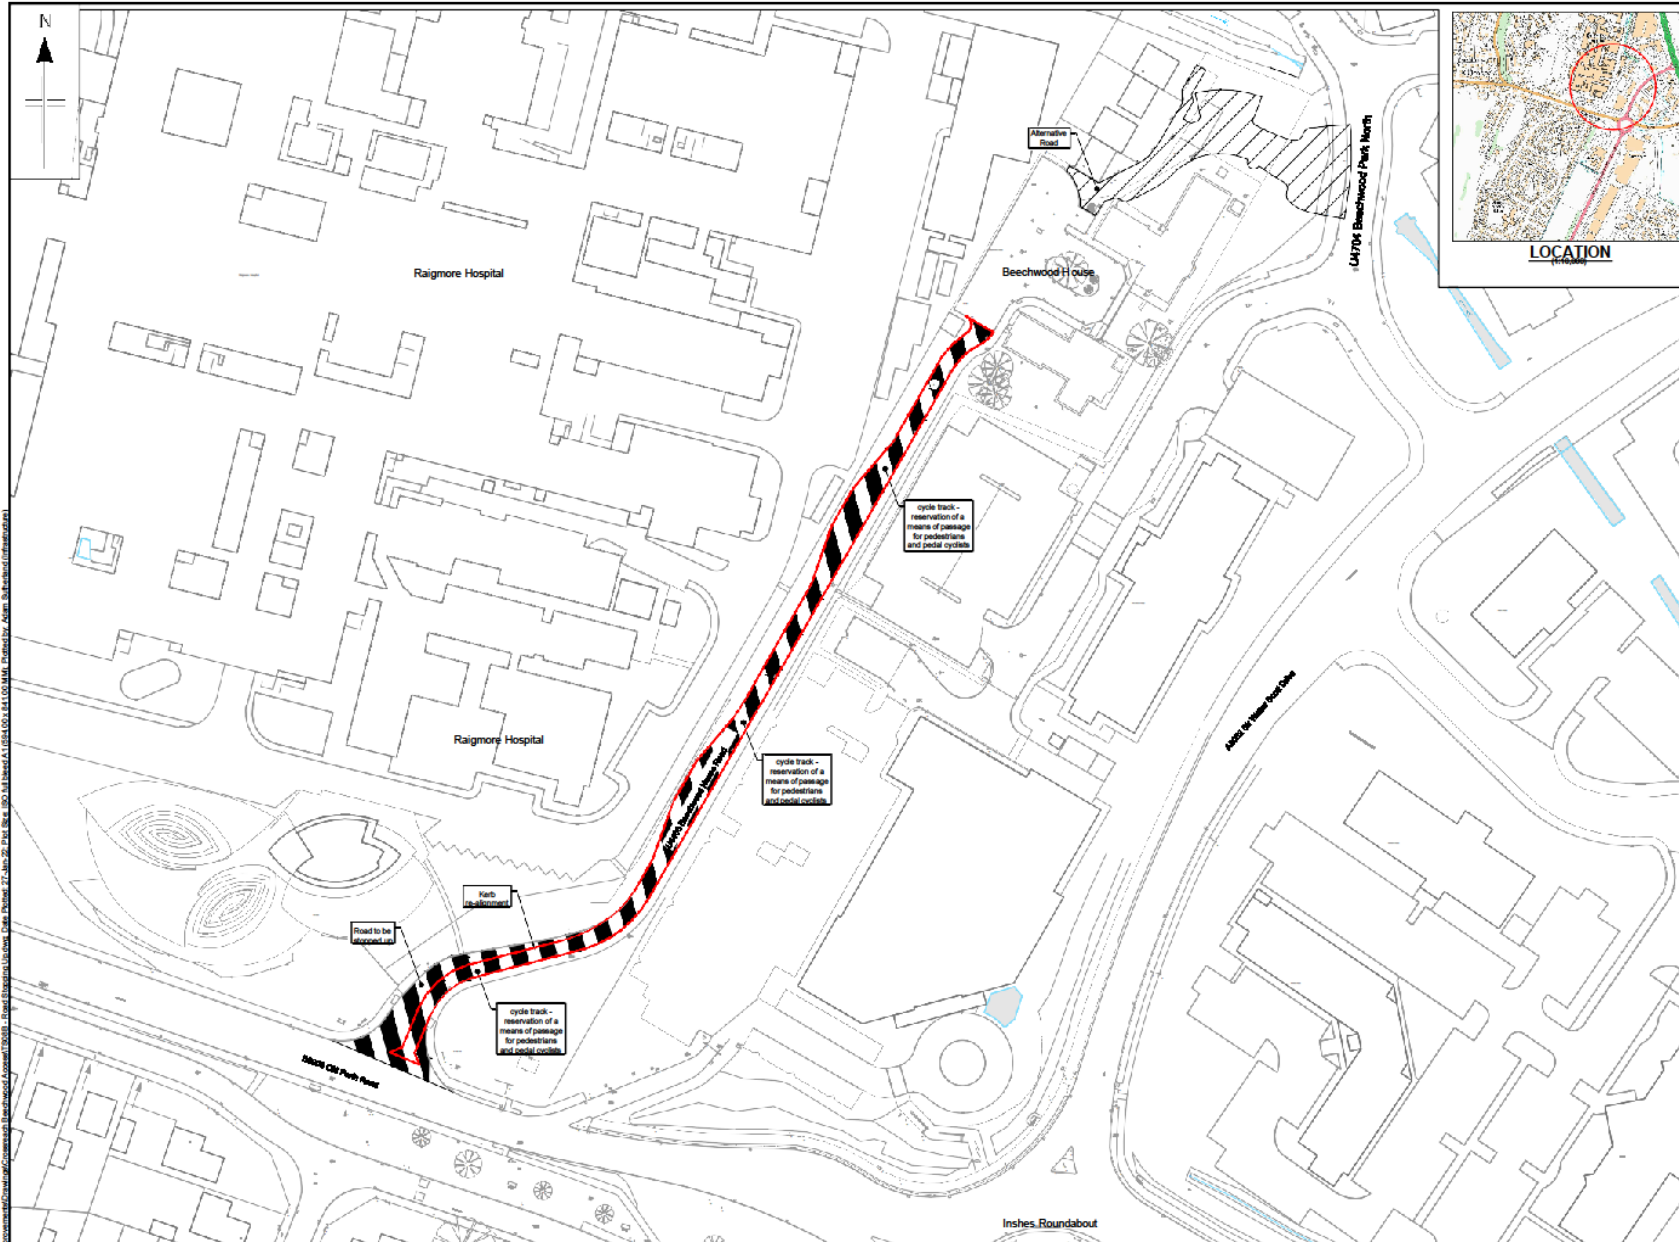 N
Alternative
Road
U4704 Beechwood Park North
LOCATION
Raigmore Hospital
Beechwood House
cycle track -
reservation of a
means of passage
for pedestrians
and pedal cyclists
Raigmore Hospital
cycle track -
reservation of a
means of passage
for pedestrians
and pedal cyclists
Beechwood House Road
Kerb
re-alignment
Road to be
stopped up
cycle track -
reservation of a
means of passage
for pedestrians
and pedal cyclists
Old Perth Road
Inshes Roundabout